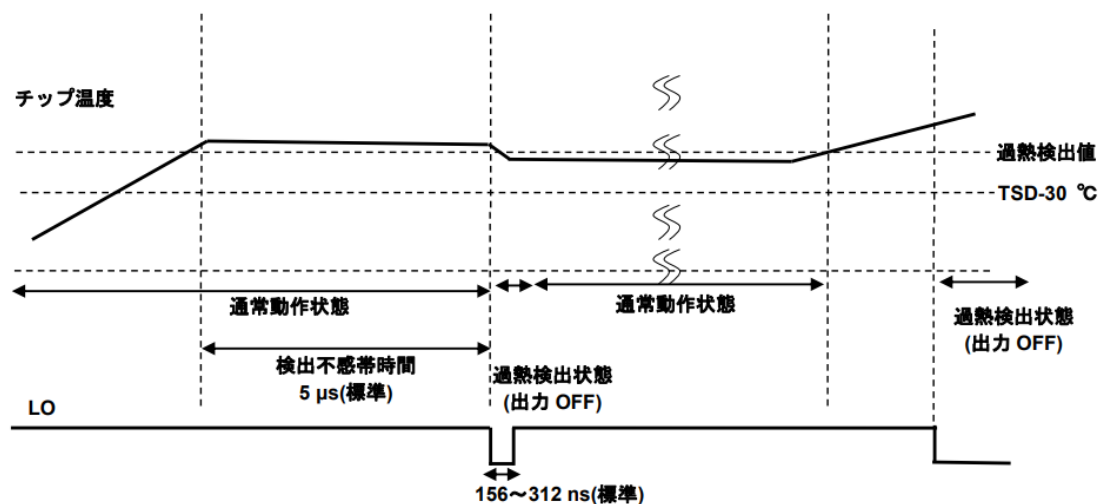 チップ温度
過熱検出値
TSD-30 ℃
通常動作状態
通常動作状態
過熱検出状態
(出力 OFF)
検出不感帯時間
5 µs(標準)
過熱検出状態
(出力 OFF)
LO
156～312 ns(標準)